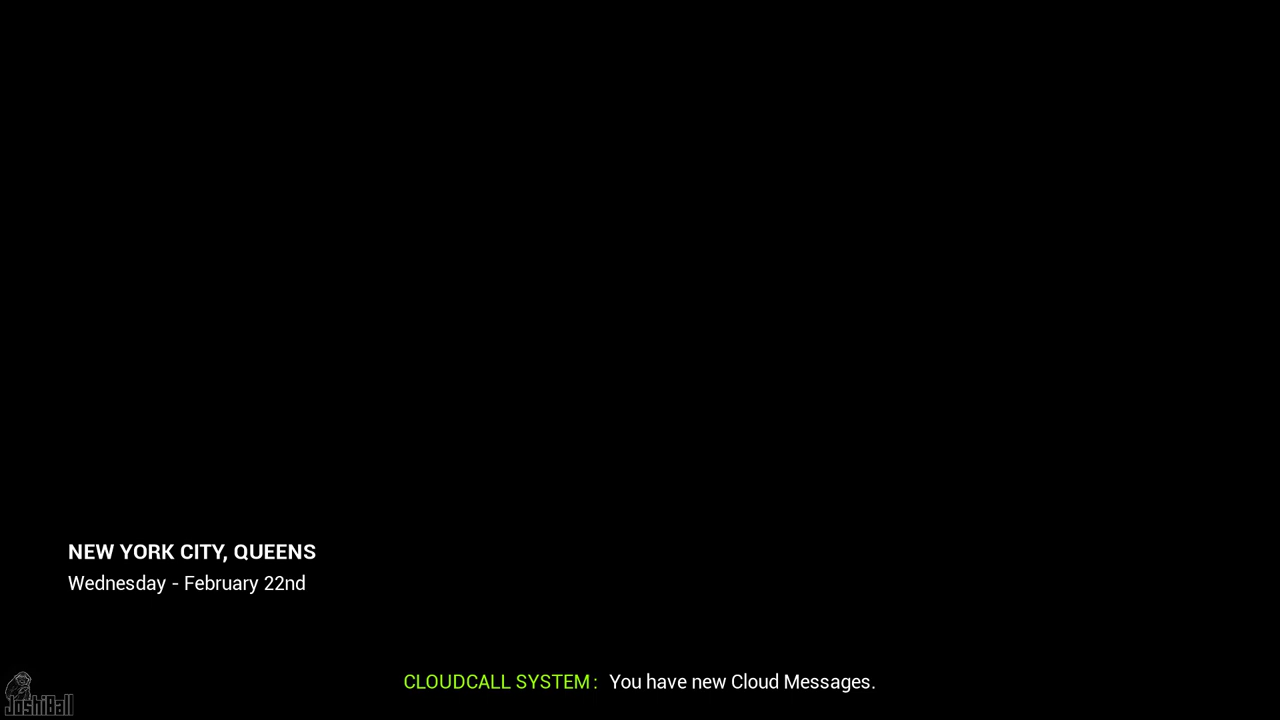 NEW YORK CITY, QUEENS
Wednesday - February 22nd
CLOUDCALL SYSTEM: You have new Cloud Messages.
JoshiBall